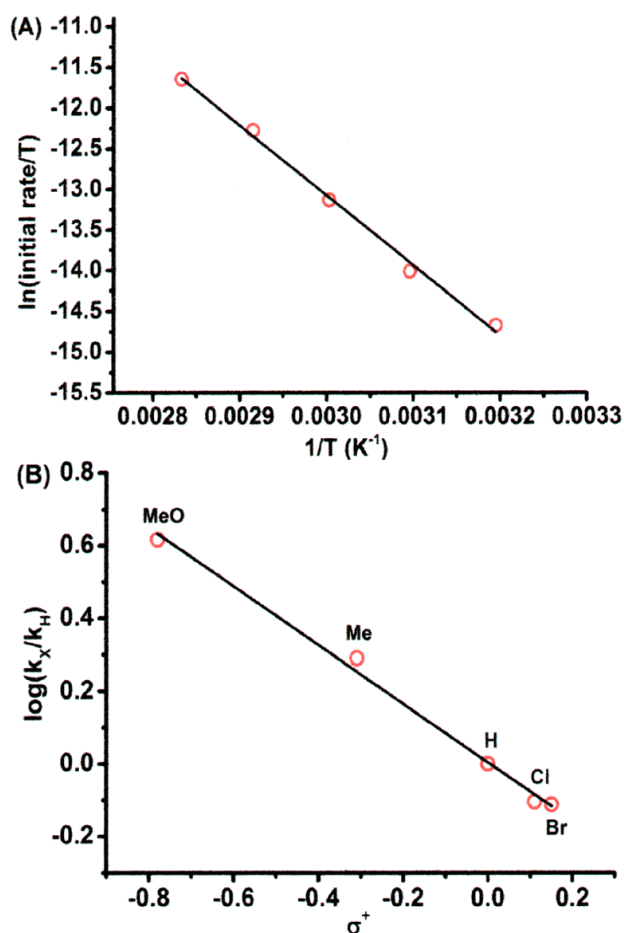 (A)
ln(initial rate/T)
-11.0
-11.5
-12.0
-12.5
-13.0
-13.5
-14.0
-14.5
-15.0
-15.5
0.0028 0.0029 0.0030 0.0031 0.0032 0.0033
1/T (K⁻¹)
(B)
log(kₓ/k_H)
0.8
0.6
0.4
0.2
0.0
-0.2
MeO
Me
H
Cl
Br
-0.8 -0.6 -0.4 -0.2 0.0 0.2
σ⁺